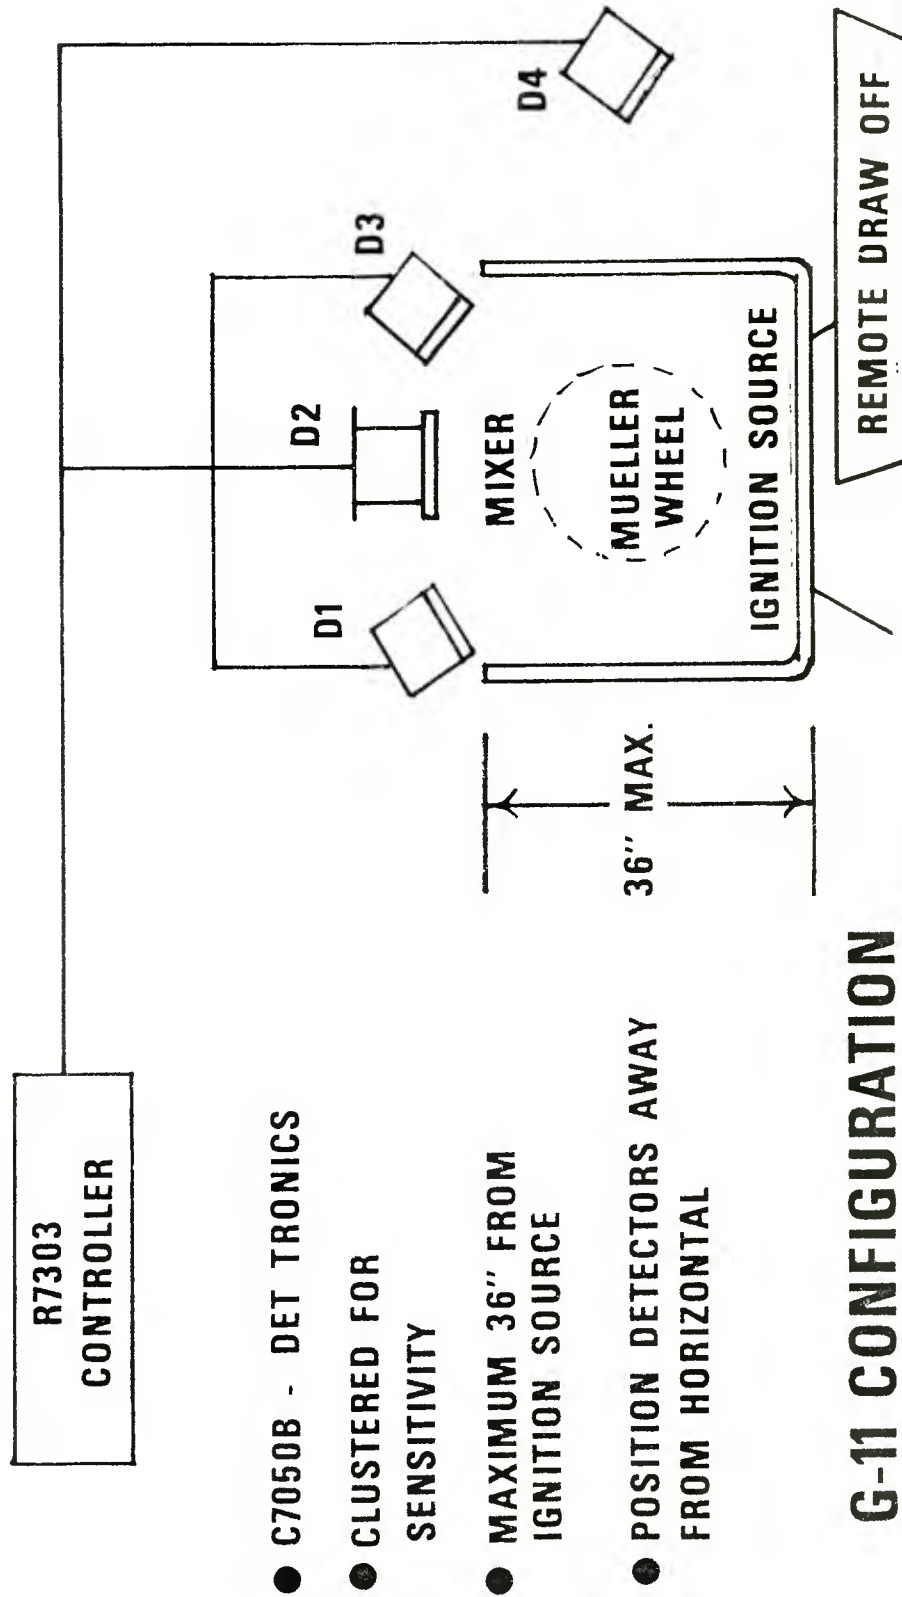 R7303
CONTROLLER
● C7050B - DET TRONICS
● CLUSTERED FOR
SENSITIVITY
● MAXIMUM 36″ FROM
IGNITION SOURCE
● POSITION DETECTORS AWAY
FROM HORIZONTAL
D1
D2
D3
D4
MIXER
MUELLER
WHEEL
IGNITION SOURCE
36″ MAX.
REMOTE DRAW OFF
G-11 CONFIGURATION